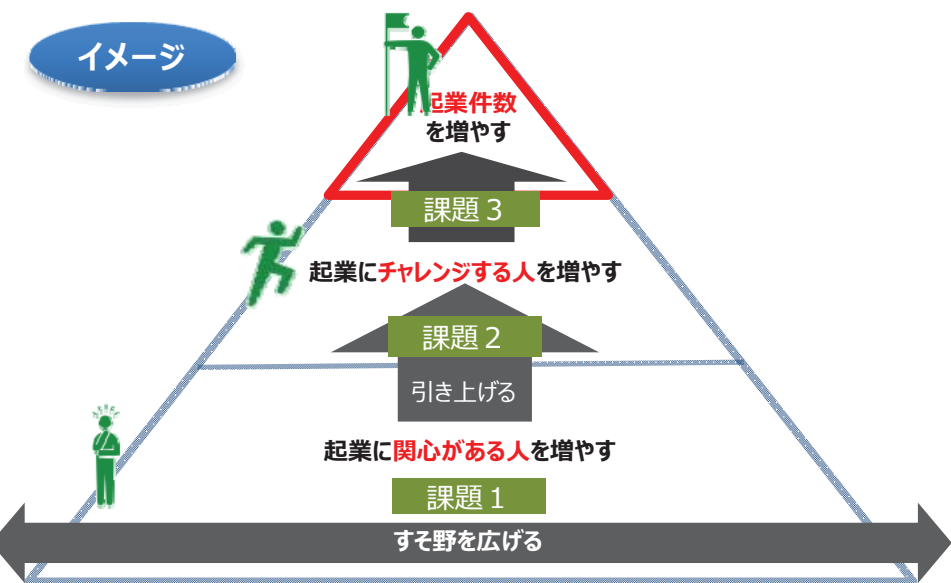 イメージ
起業件数
を増やす
課題３
起業にチャレンジする人を増やす
課題２
引き上げる
起業に関心がある人を増やす
課題１
すそ野を広げる